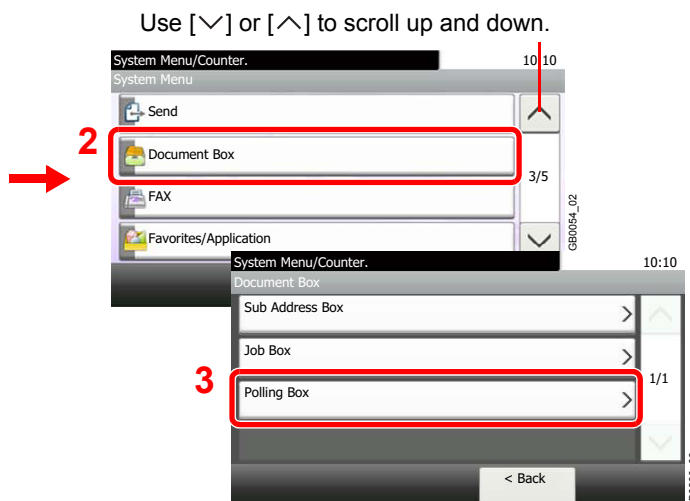 Use [﹀] or [︿] to scroll up and down.
System Menu/Counter.
10:10
System Menu
Send
2
Document Box
3/5
FAX
GB0054_02
Favorites/Application
System Menu/Counter.
10:10
Document Box
Sub Address Box
Job Box
1/1
3
Polling Box
< Back